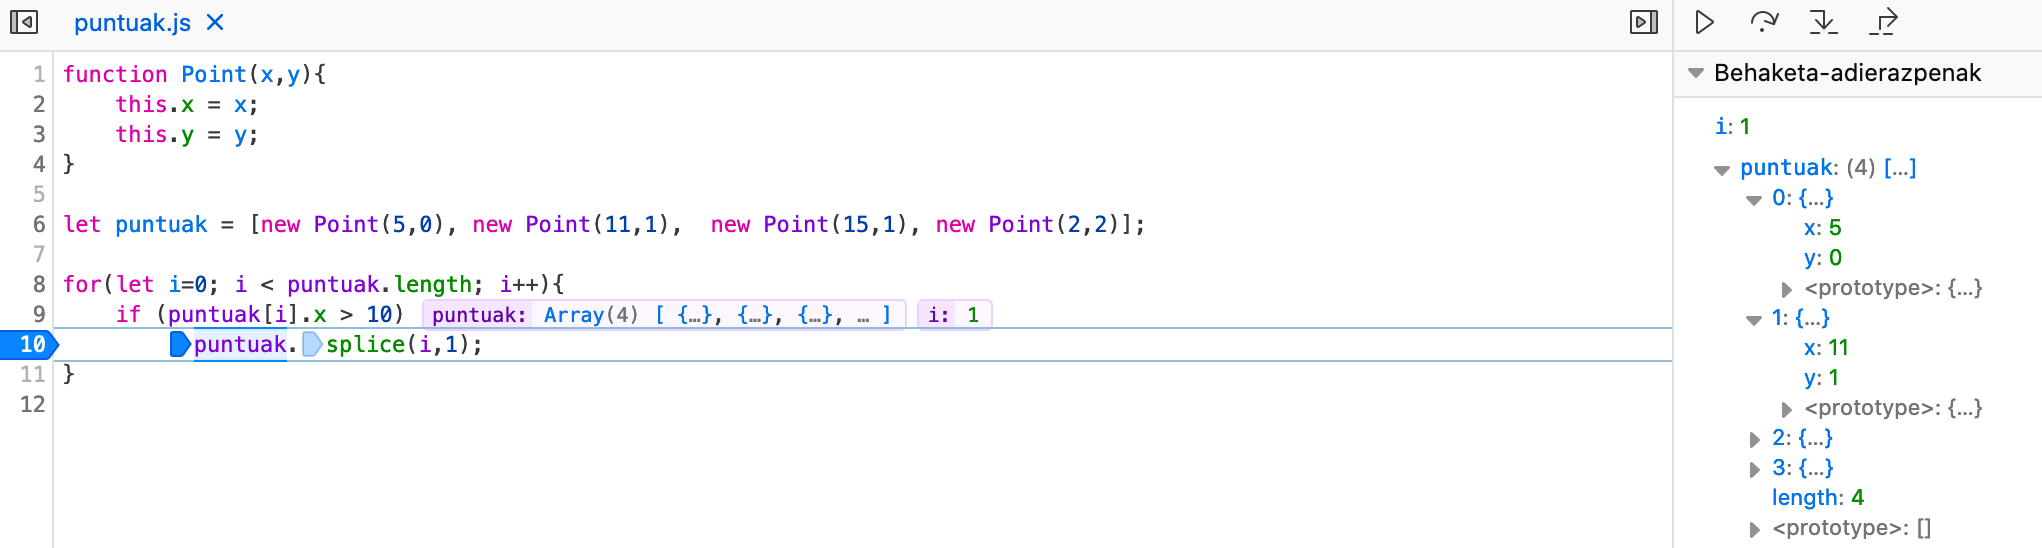 puntuak.js
1 function Point(x,y){
2     this.x = x;
3     this.y = y;
4 }
5
6 let puntuak = [new Point(5,0), new Point(11,1),  new Point(15,1), new Point(2,2)];
7
8 for(let i=0; i < puntuak.length; i++){
9     if (puntuak[i].x > 10) puntuak: Array(4) [ {…}, {…}, {…}, … ] i: 1
10         puntuak.splice(i,1);
11 }
12
Behaketa-adierazpenak
i: 1
puntuak: (4) […]
0: {…}
x: 5
y: 0
<prototype>: {…}
1: {…}
x: 11
y: 1
<prototype>: {…}
2: {…}
3: {…}
length: 4
<prototype>: []